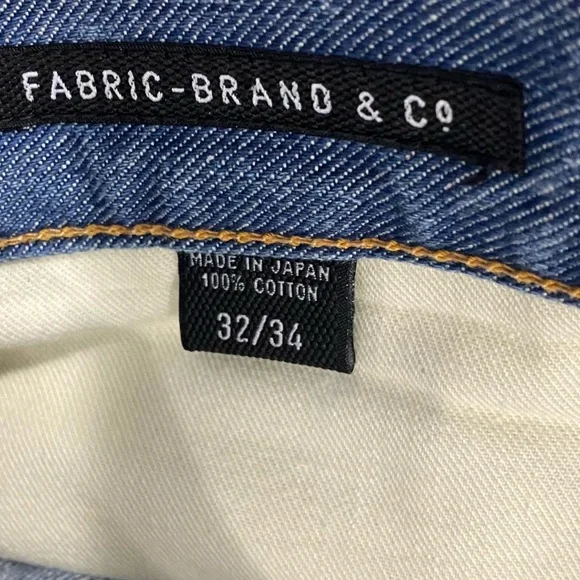 FABRIC-BRAND & Cº
MADE IN JAPAN
100% COTTON
32/34